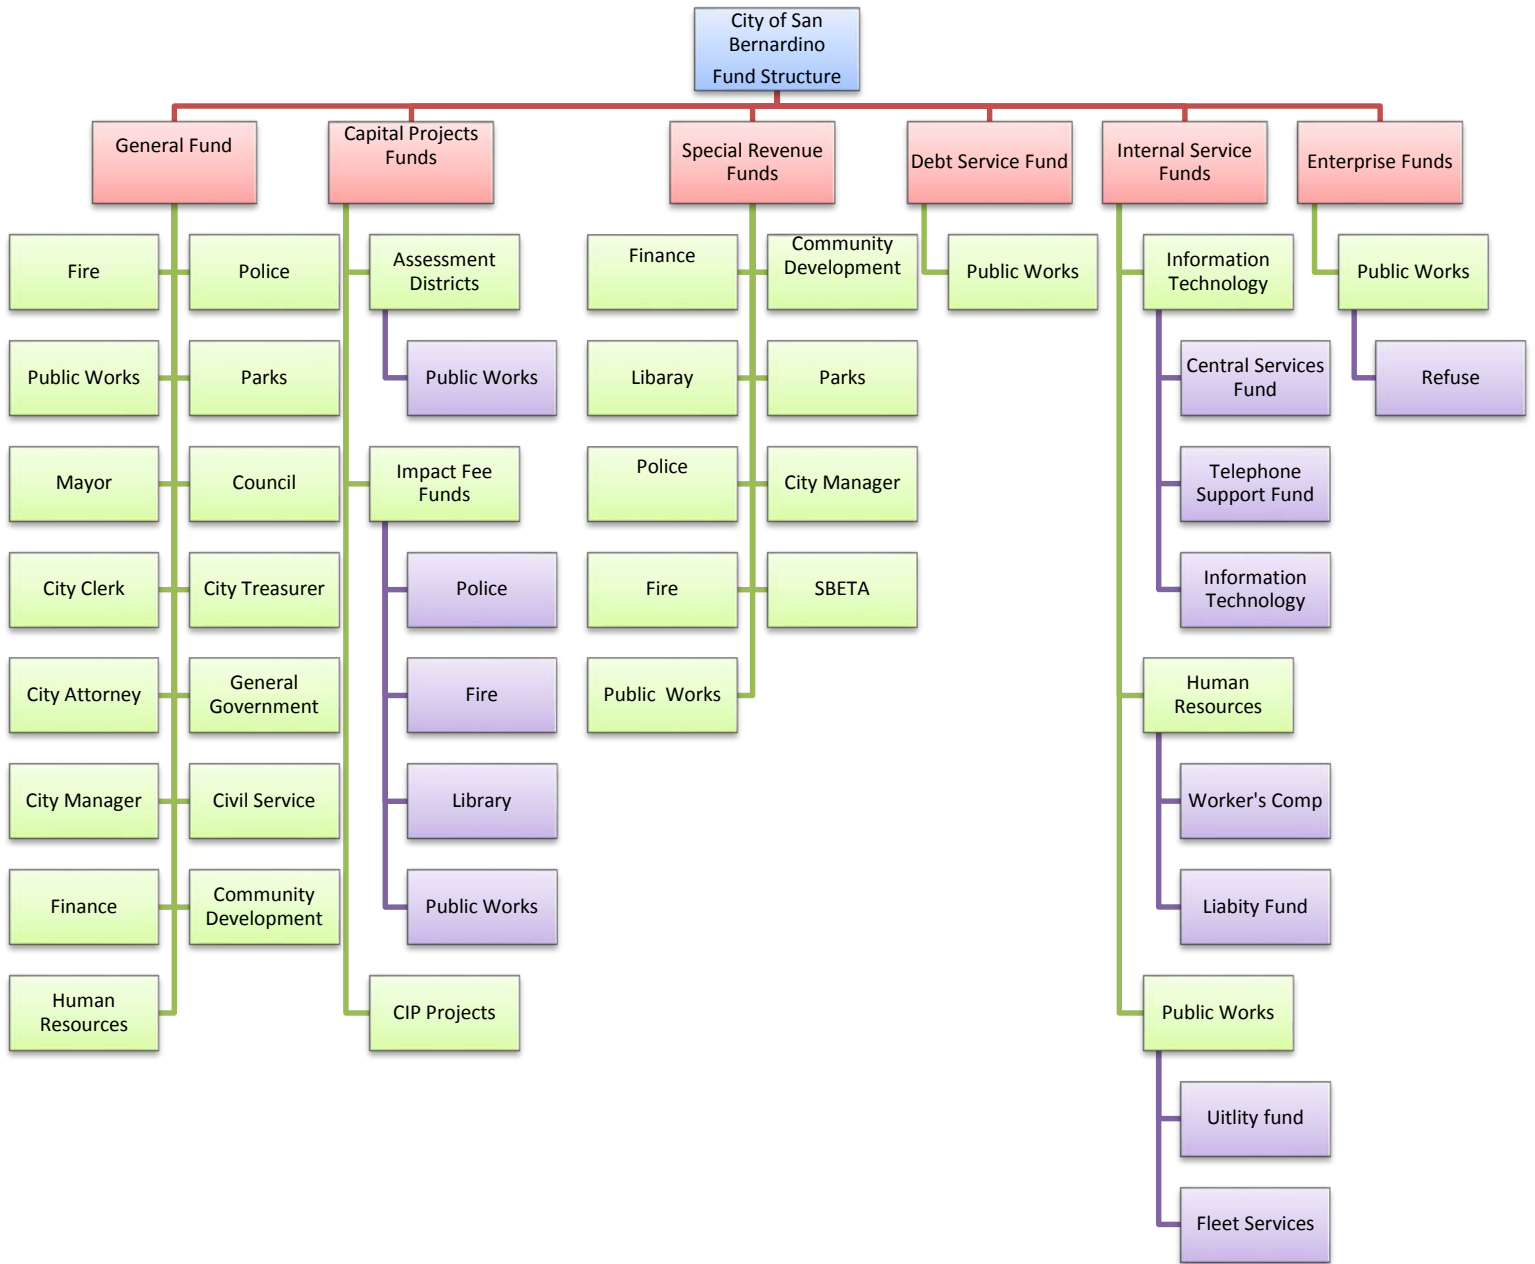 City of San
Bernardino
Fund Structure
General Fund
Capital Projects
Funds
Special Revenue
Funds
Debt Service Fund
Internal Service
Funds
Enterprise Funds
Fire
Police
Public Works
Parks
Mayor
Council
City Clerk
City Treasurer
City Attorney
General
Government
City Manager
Civil Service
Finance
Community
Development
Human
Resources
Assessment
Districts
Public Works
Impact Fee
Funds
Police
Fire
Library
Public Works
CIP Projects
Finance
Community
Development
Libaray
Parks
Police
City Manager
Fire
SBETA
Public Works
Public Works
Information
Technology
Central Services
Fund
Telephone
Support Fund
Information
Technology
Human
Resources
Worker's Comp
Liabity Fund
Public Works
Uitlity fund
Fleet Services
Public Works
Refuse